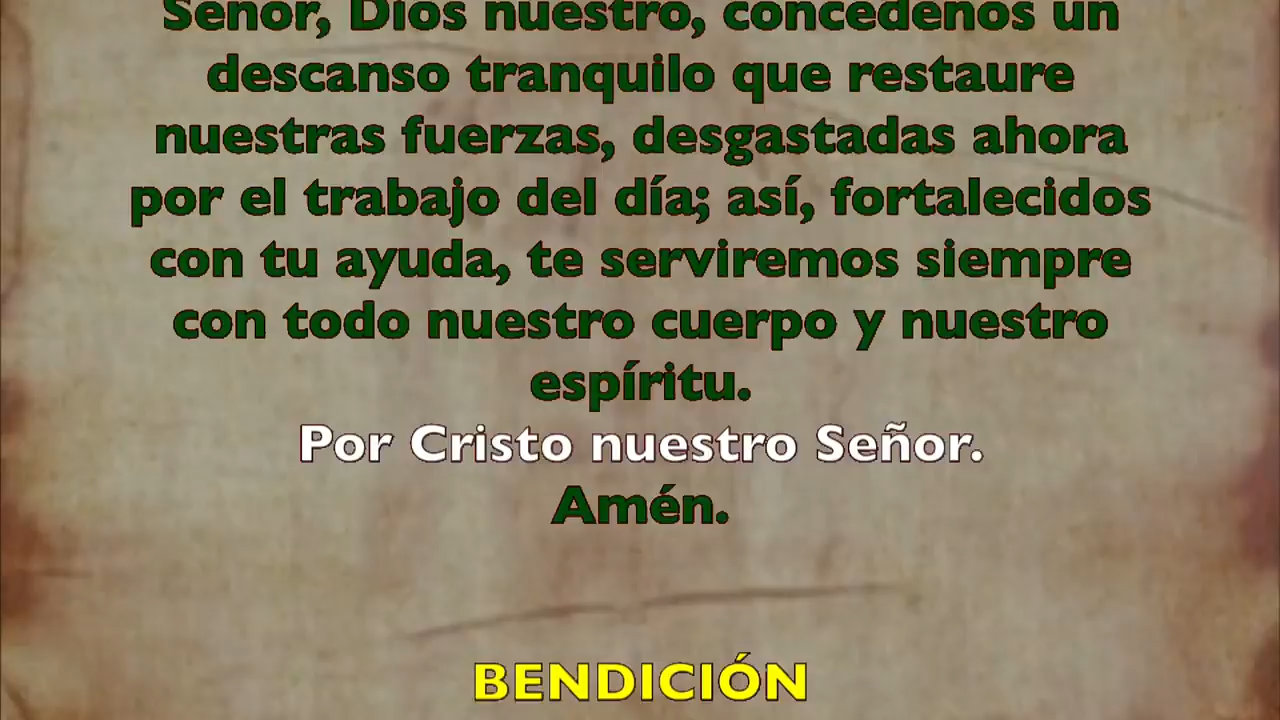 Señor, Dios nuestro, concédenos un
descanso tranquilo que restaure
nuestras fuerzas, desgastadas ahora
por el trabajo del día; así, fortalecidos
con tu ayuda, te serviremos siempre
con todo nuestro cuerpo y nuestro
espíritu.
Por Cristo nuestro Señor.
Amén.
BENDICIÓN